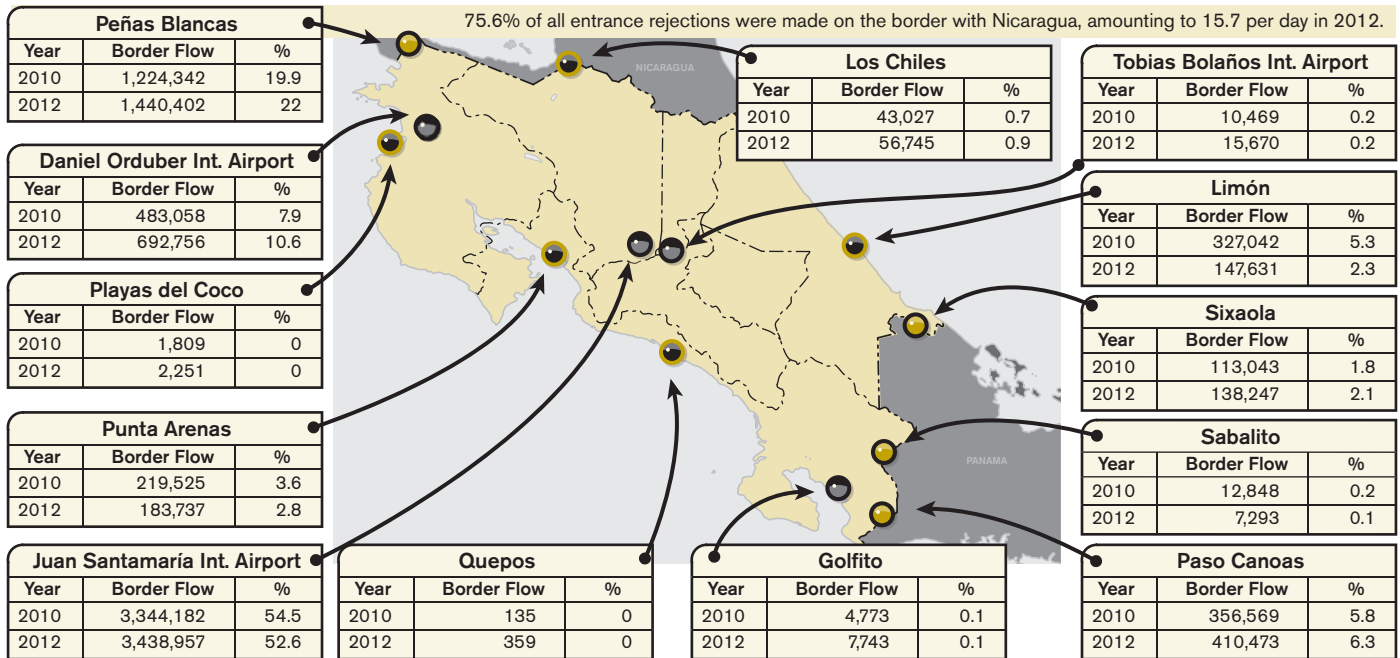 75.6% of all entrance rejections were made on the border with Nicaragua, amounting to 15.7 per day in 2012.
Peñas Blancas
Year Border Flow %
2010 1,224,342 19.9
2012 1,440,402 22
Daniel Orduber Int. Airport
Year Border Flow %
2010 483,058 7.9
2012 692,756 10.6
Playas del Coco
Year Border Flow %
2010 1,809 0
2012 2,251 0
Punta Arenas
Year Border Flow %
2010 219,525 3.6
2012 183,737 2.8
Juan Santamaría Int. Airport
Year Border Flow %
2010 3,344,182 54.5
2012 3,438,957 52.6
Quepos
Year Border Flow %
2010 135 0
2012 359 0
Golfito
Year Border Flow %
2010 4,773 0.1
2012 7,743 0.1
NICARAGUA
Los Chiles
Year Border Flow %
2010 43,027 0.7
2012 56,745 0.9
Tobias Bolaños Int. Airport
Year Border Flow %
2010 10,469 0.2
2012 15,670 0.2
Limón
Year Border Flow %
2010 327,042 5.3
2012 147,631 2.3
Sixaola
Year Border Flow %
2010 113,043 1.8
2012 138,247 2.1
Sabalito
Year Border Flow %
2010 12,848 0.2
2012 7,293 0.1
PANAMA
Paso Canoas
Year Border Flow %
2010 356,569 5.8
2012 410,473 6.3